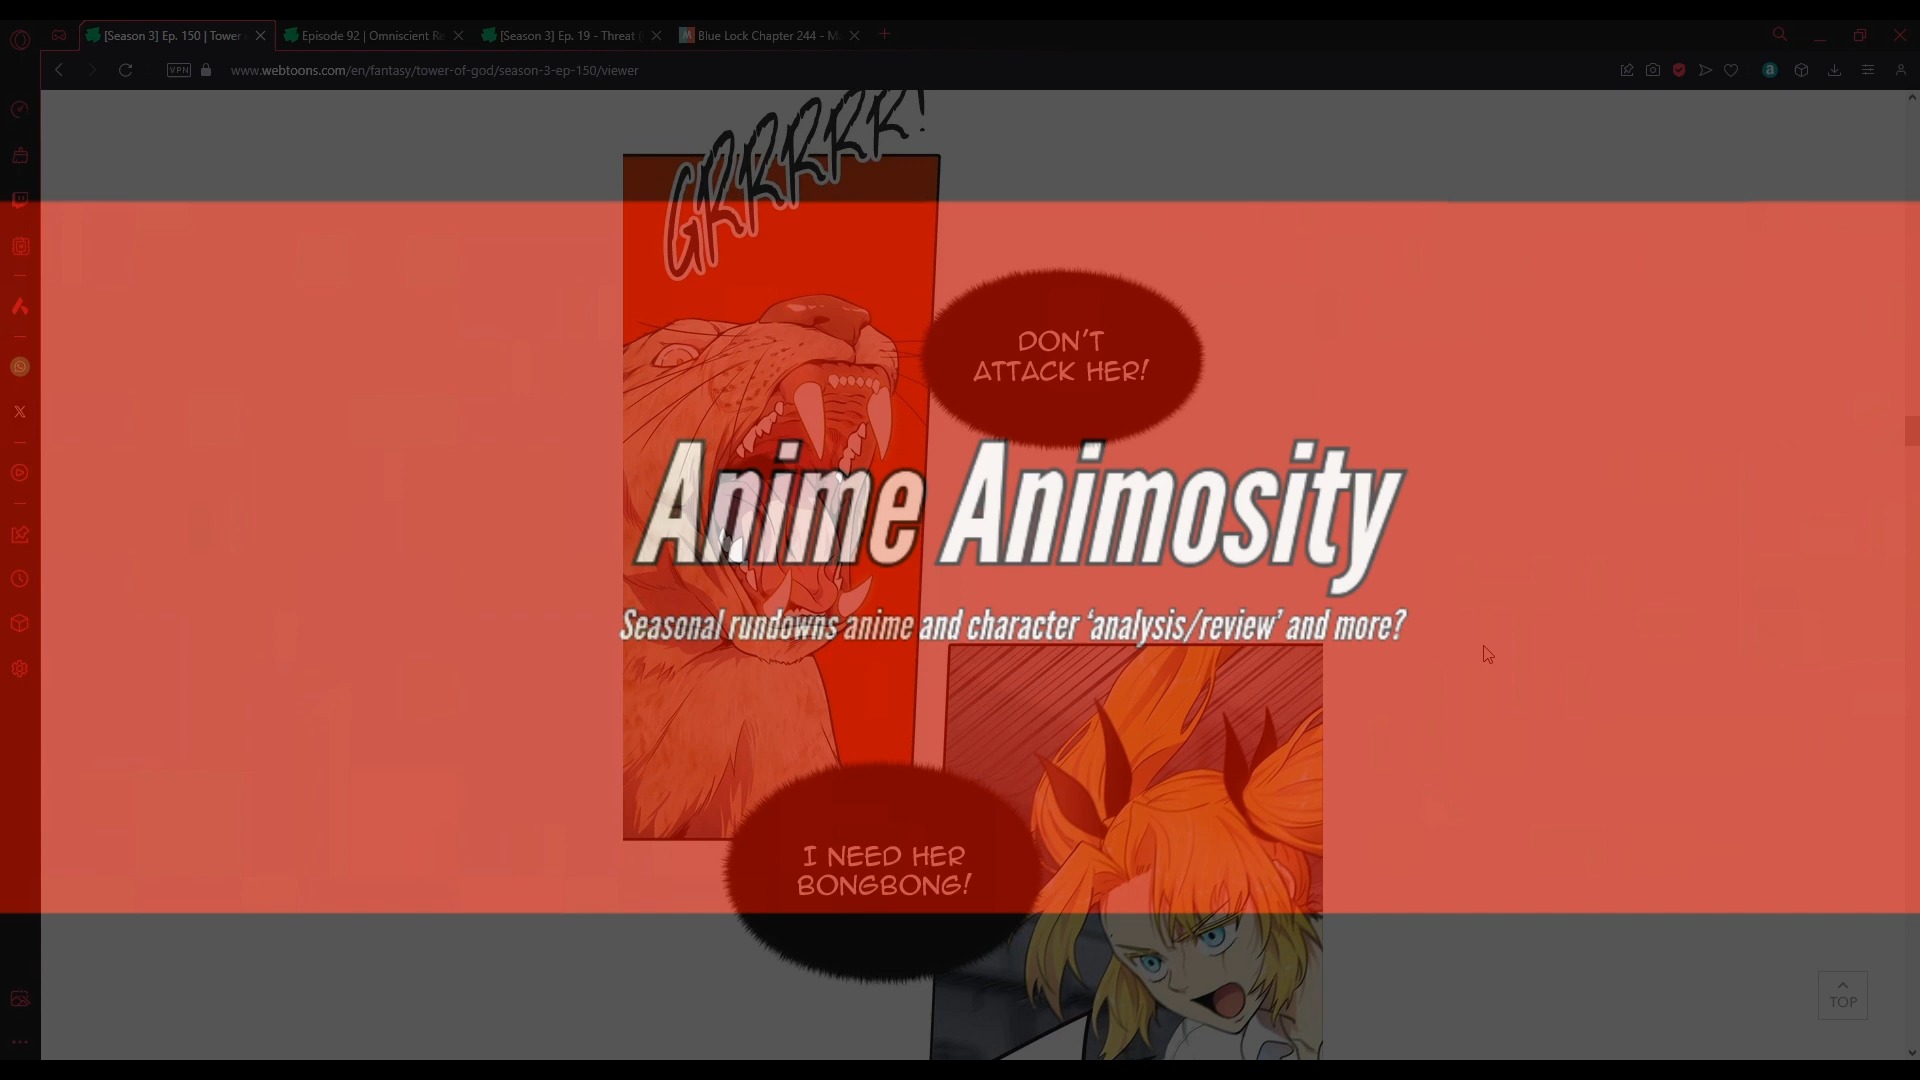 [Season 3] Ep. 150 | Tower
Episode 92 | Omniscient Re
[Season 3] Ep. 19 - Threat
Blue Lock Chapter 244 - M
VPN
www.webtoons.com/en/fantasy/tower-of-god/season-3-ep-150/viewer
a
GRRRRR!
DON'T
ATTACK HER!
Anime Animosity
Seasonal rundowns anime and character 'analysis/review' and more?
I NEED HER
BONGBONG!
TOP